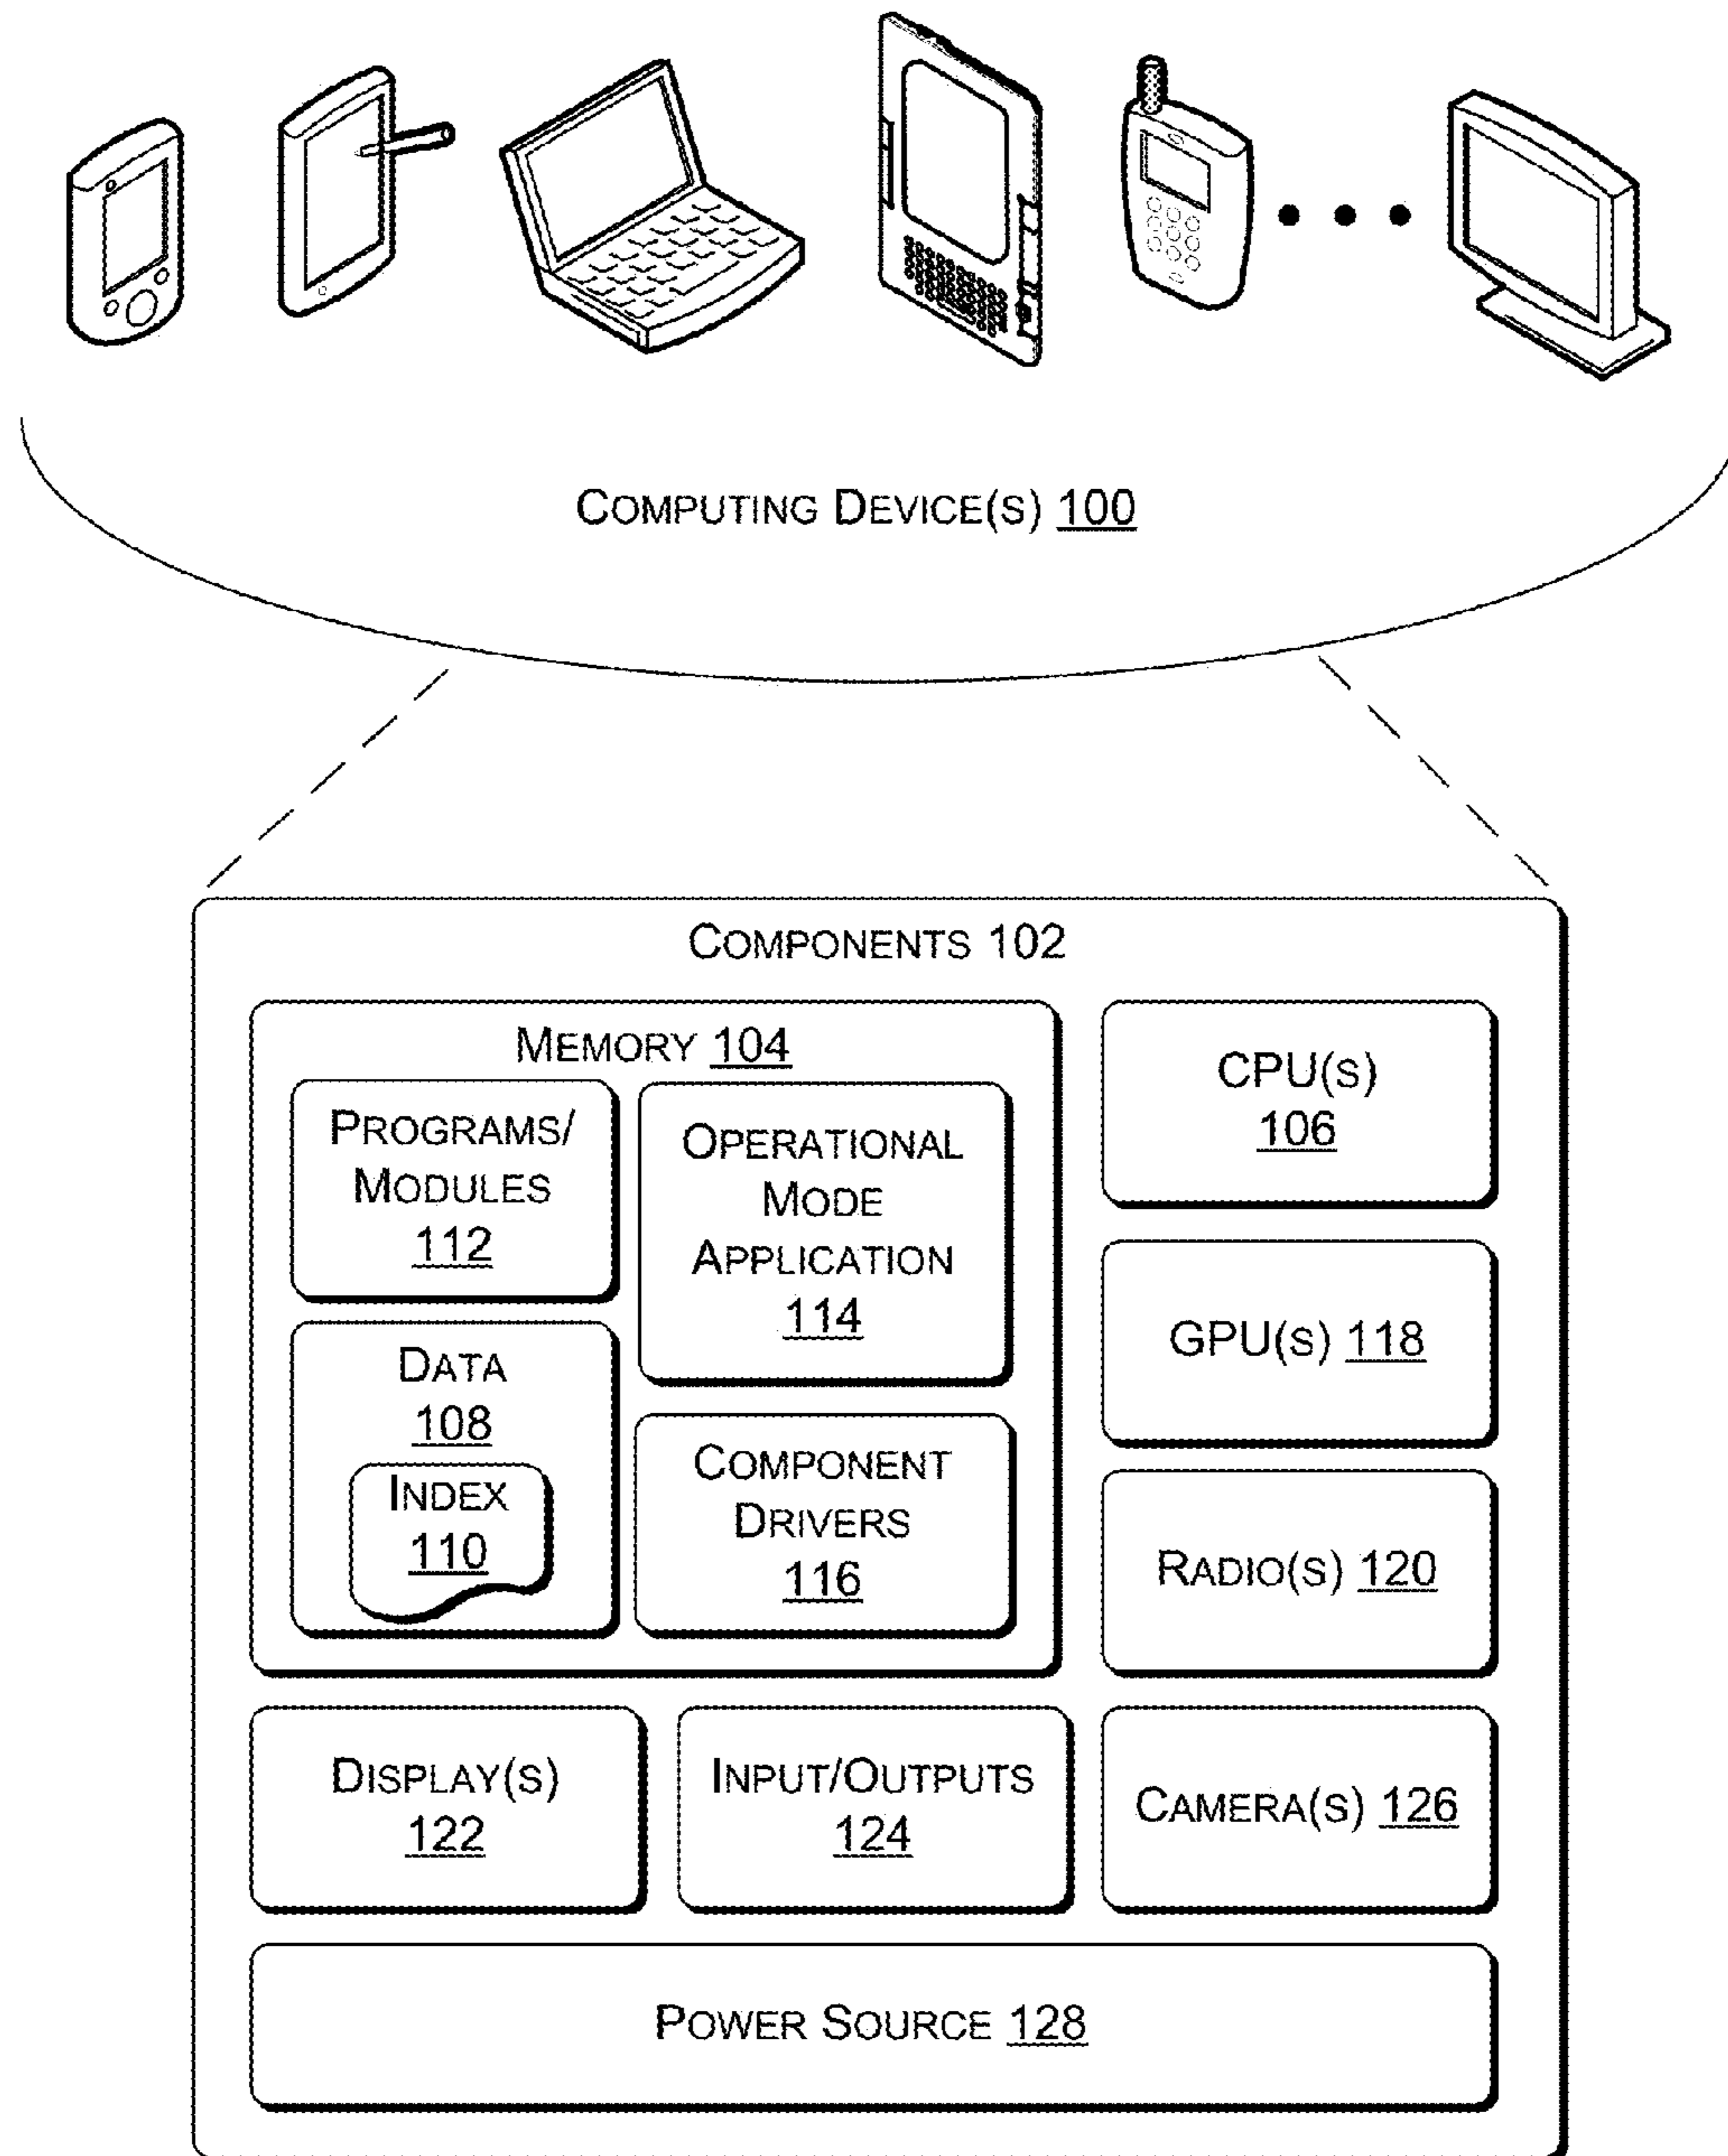 COMPUTING DEVICE(S) 100
COMPONENTS 102
MEMORY 104
PROGRAMS/
MODULES
112
OPERATIONAL
MODE
APPLICATION
114
DATA
108
INDEX
110
COMPONENT
DRIVERS
116
CPU(S)
106
GPU(S) 118
RADIO(S) 120
DISPLAY(S)
122
INPUT/OUTPUTS
124
CAMERA(S) 126
POWER SOURCE 128